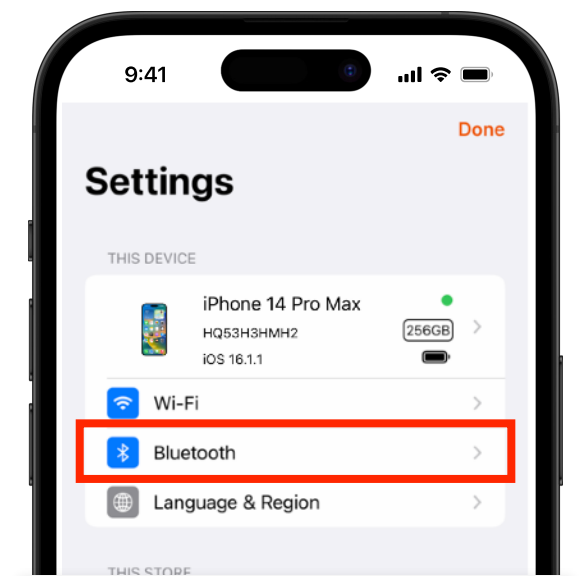 9:41
Done
Settings
THIS DEVICE
iPhone 14 Pro Max
HQ53H3HMH2
256GB
iOS 16.1.1
Wi-Fi
Bluetooth
Language & Region
THIS STORE